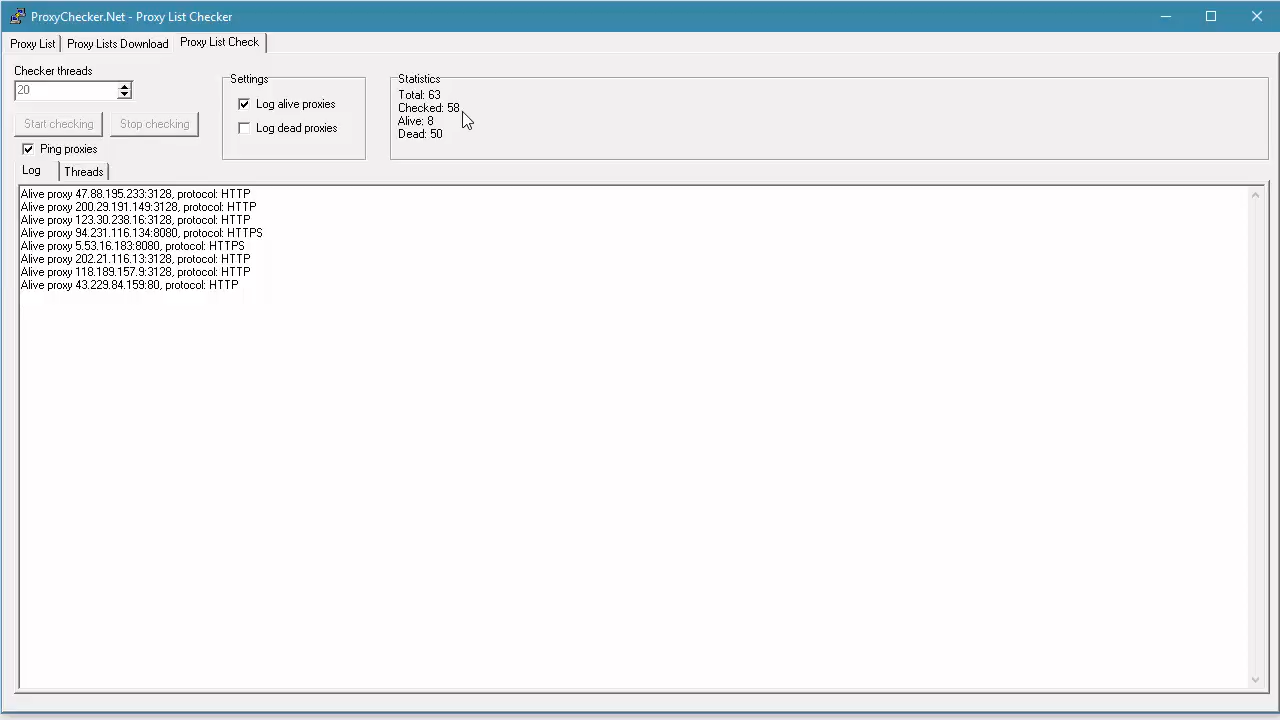 ProxyChecker.Net - Proxy List Checker
Proxy List
Proxy Lists Download
Proxy List Check
Checker threads
20
Start checking
Stop checking
Ping proxies
Settings
Log alive proxies
Log dead proxies
Statistics
Total: 63
Checked: 58
Alive: 8
Dead: 50
Log
Threads
Alive proxy 47.88.195.233:3128, protocol: HTTP
Alive proxy 200.29.191.149:3128, protocol: HTTP
Alive proxy 123.30.238.16:3128, protocol: HTTP
Alive proxy 94.231.116.134:8080, protocol: HTTPS
Alive proxy 5.53.16.183:8080, protocol: HTTPS
Alive proxy 202.21.116.13:3128, protocol: HTTP
Alive proxy 118.189.157.9:3128, protocol: HTTP
Alive proxy 43.229.84.159:80, protocol: HTTP